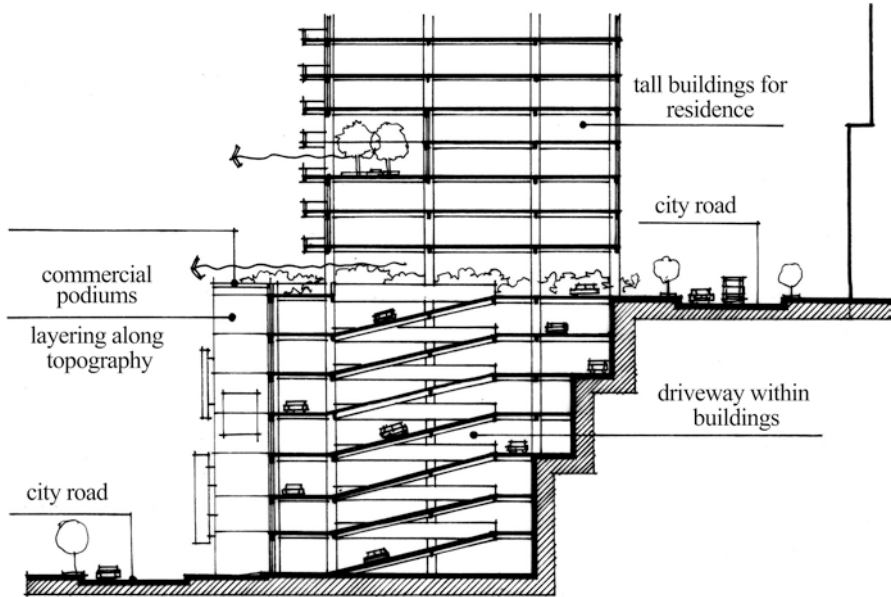 tall buildings for
residence
city road
commercial
podiums
layering along
topography
driveway within
buildings
city road